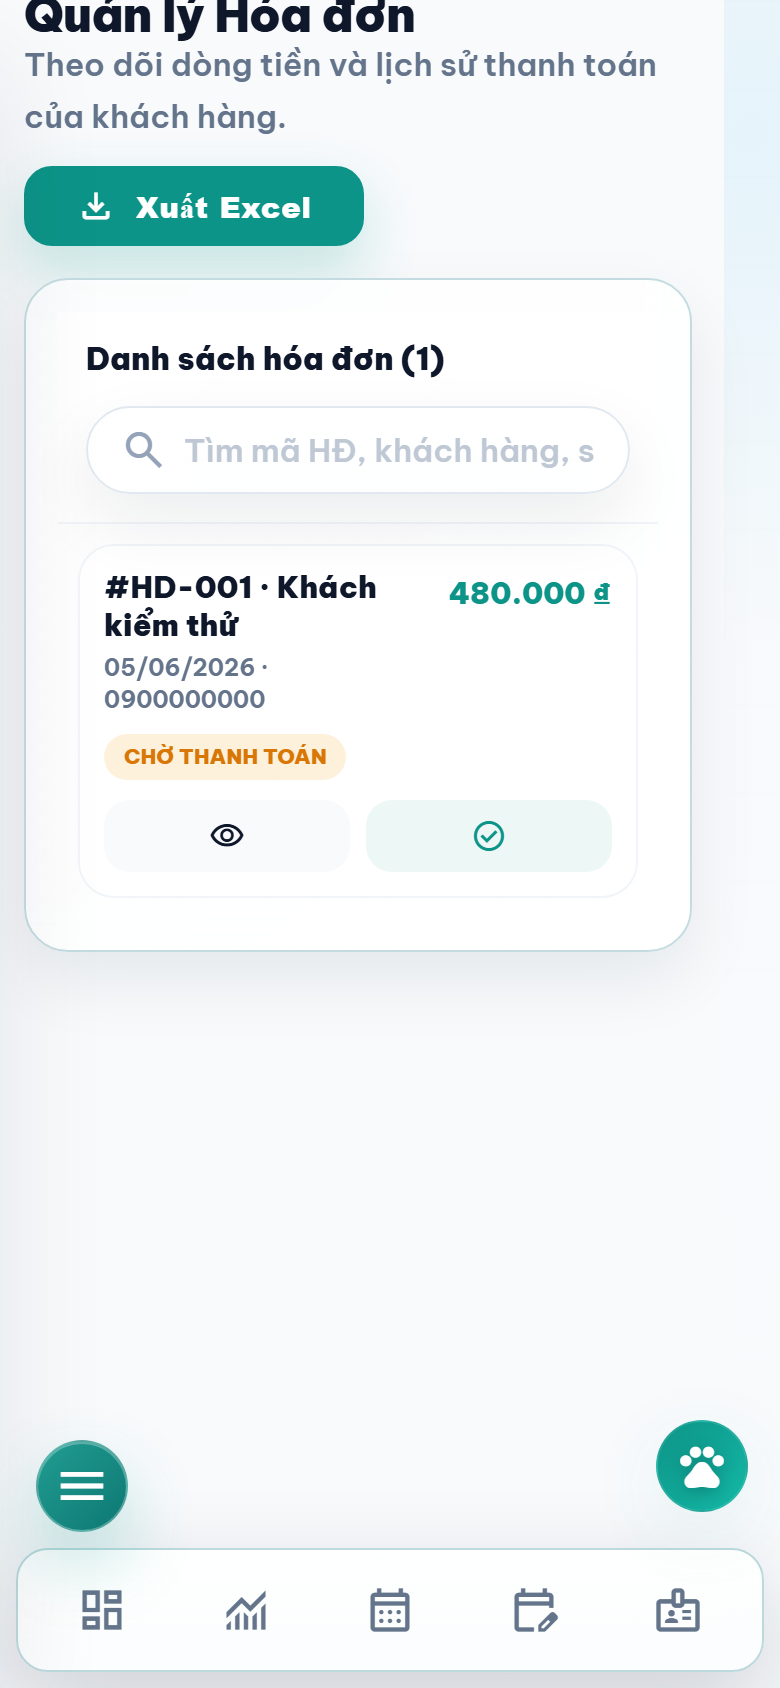 Quản lý Hóa đơn
Theo dõi dòng tiền và lịch sử thanh toán
của khách hàng.
Xuất Excel
Danh sách hóa đơn (1)
Tìm mã HĐ, khách hàng, s
#HD-001 · Khách
kiểm thử
480.000 ₫
05/06/2026 ·
0900000000
CHỜ THANH TOÁN